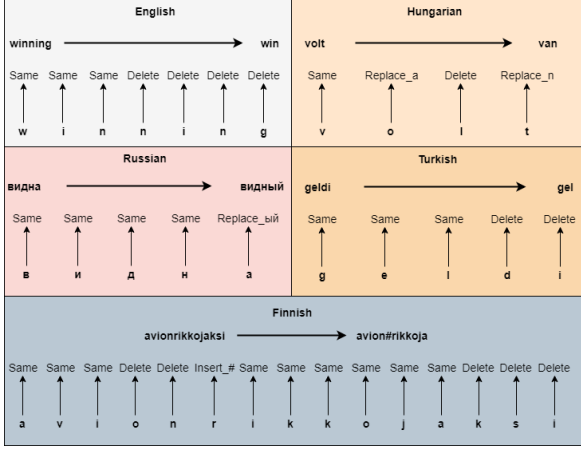 English
winning win
Same Same Same Delete Delete Delete Delete
w i n n i n g
Hungarian
volt van
Same Replace_a Delete Replace_n
v o l t
Russian
видна видный
Same Same Same Same Replace_ый
в и д н а
Turkish
geldi gel
Same Same Same Delete Delete
g e l d i
Finnish
avionrikkojaksi avion#rikkoja
Same Same Same Delete Delete Insert_# Same Same Same Same Same Same Delete Delete Delete
a v i o n r i k k o j a k s i